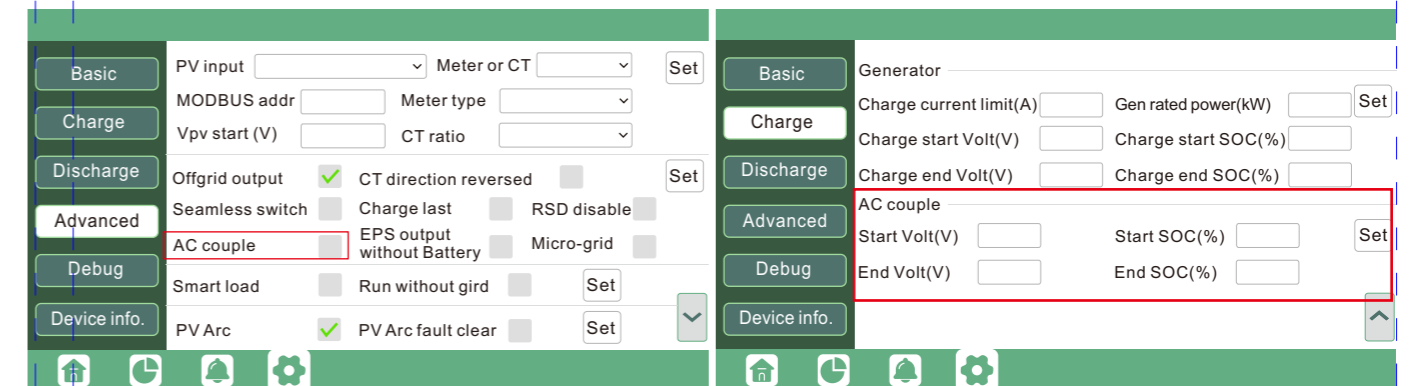 Basic
Charge
Discharge
Advanced
Debug
Device info.
PV input
Meter or CT
Set
MODBUS addr
Meter type
Vpv start (V)
CT ratio
Offgrid output
CT direction reversed
Set
Seamless switch
Charge last
RSD disable
AC couple
EPS output
without Battery
Micro-grid
Smart load
Run without gird
Set
PV Arc
PV Arc fault clear
Set
Basic
Charge
Discharge
Advanced
Debug
Device info.
Generator
Charge current limit(A)
Gen rated power(kW)
Set
Charge start Volt(V)
Charge start SOC(%)
Charge end Volt(V)
Charge end SOC(%)
AC couple
Start Volt(V)
Start SOC(%)
Set
End Volt(V)
End SOC(%)